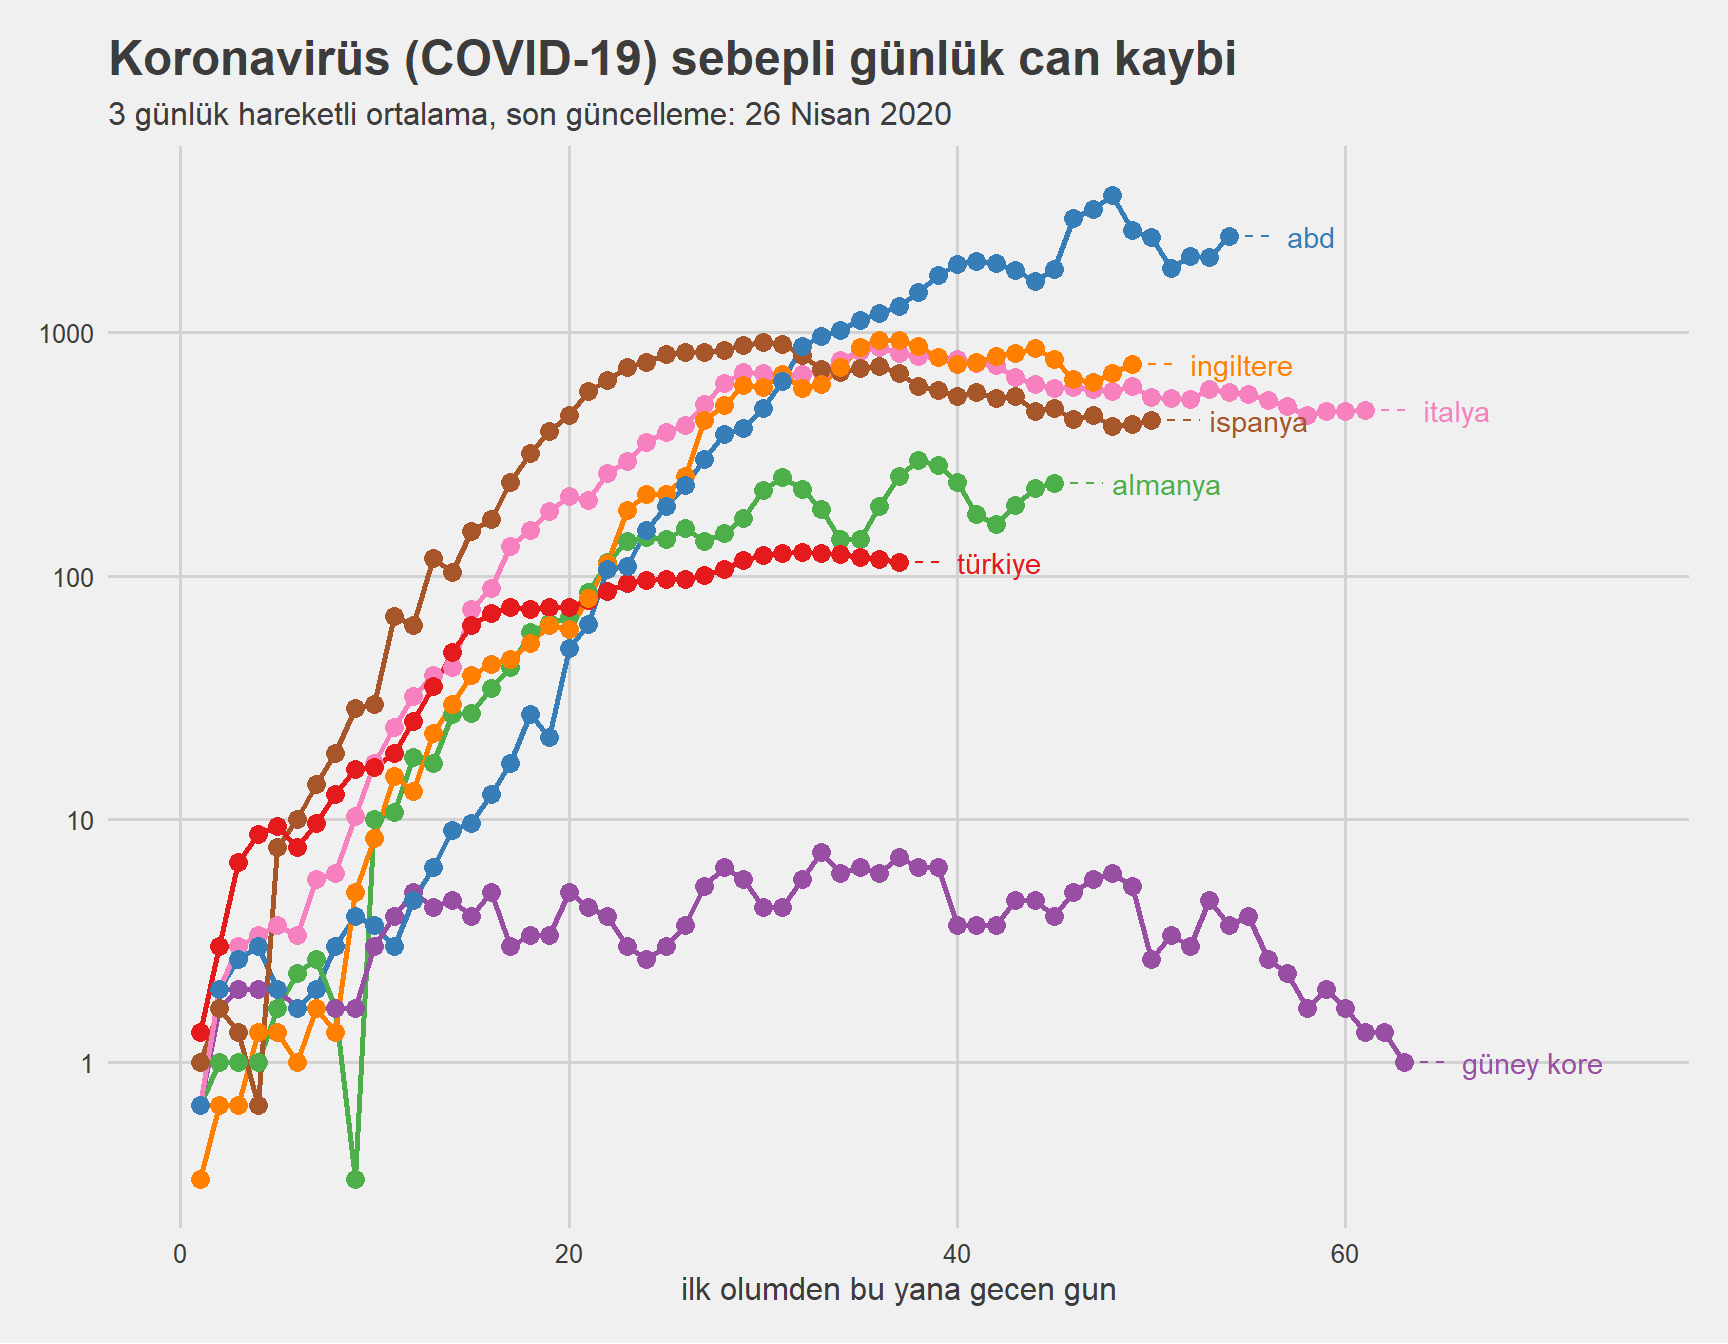 Koronavirüs (COVID-19) sebepli günlük can kaybi
3 günlük hareketli ortalama, son güncelleme: 26 Nisan 2020
abd
1000
ingiltere
italya
ispanya
almanya
türkiye
100
10
1
güney kore
0 20 40 60
ilk olumden bu yana gecen gun